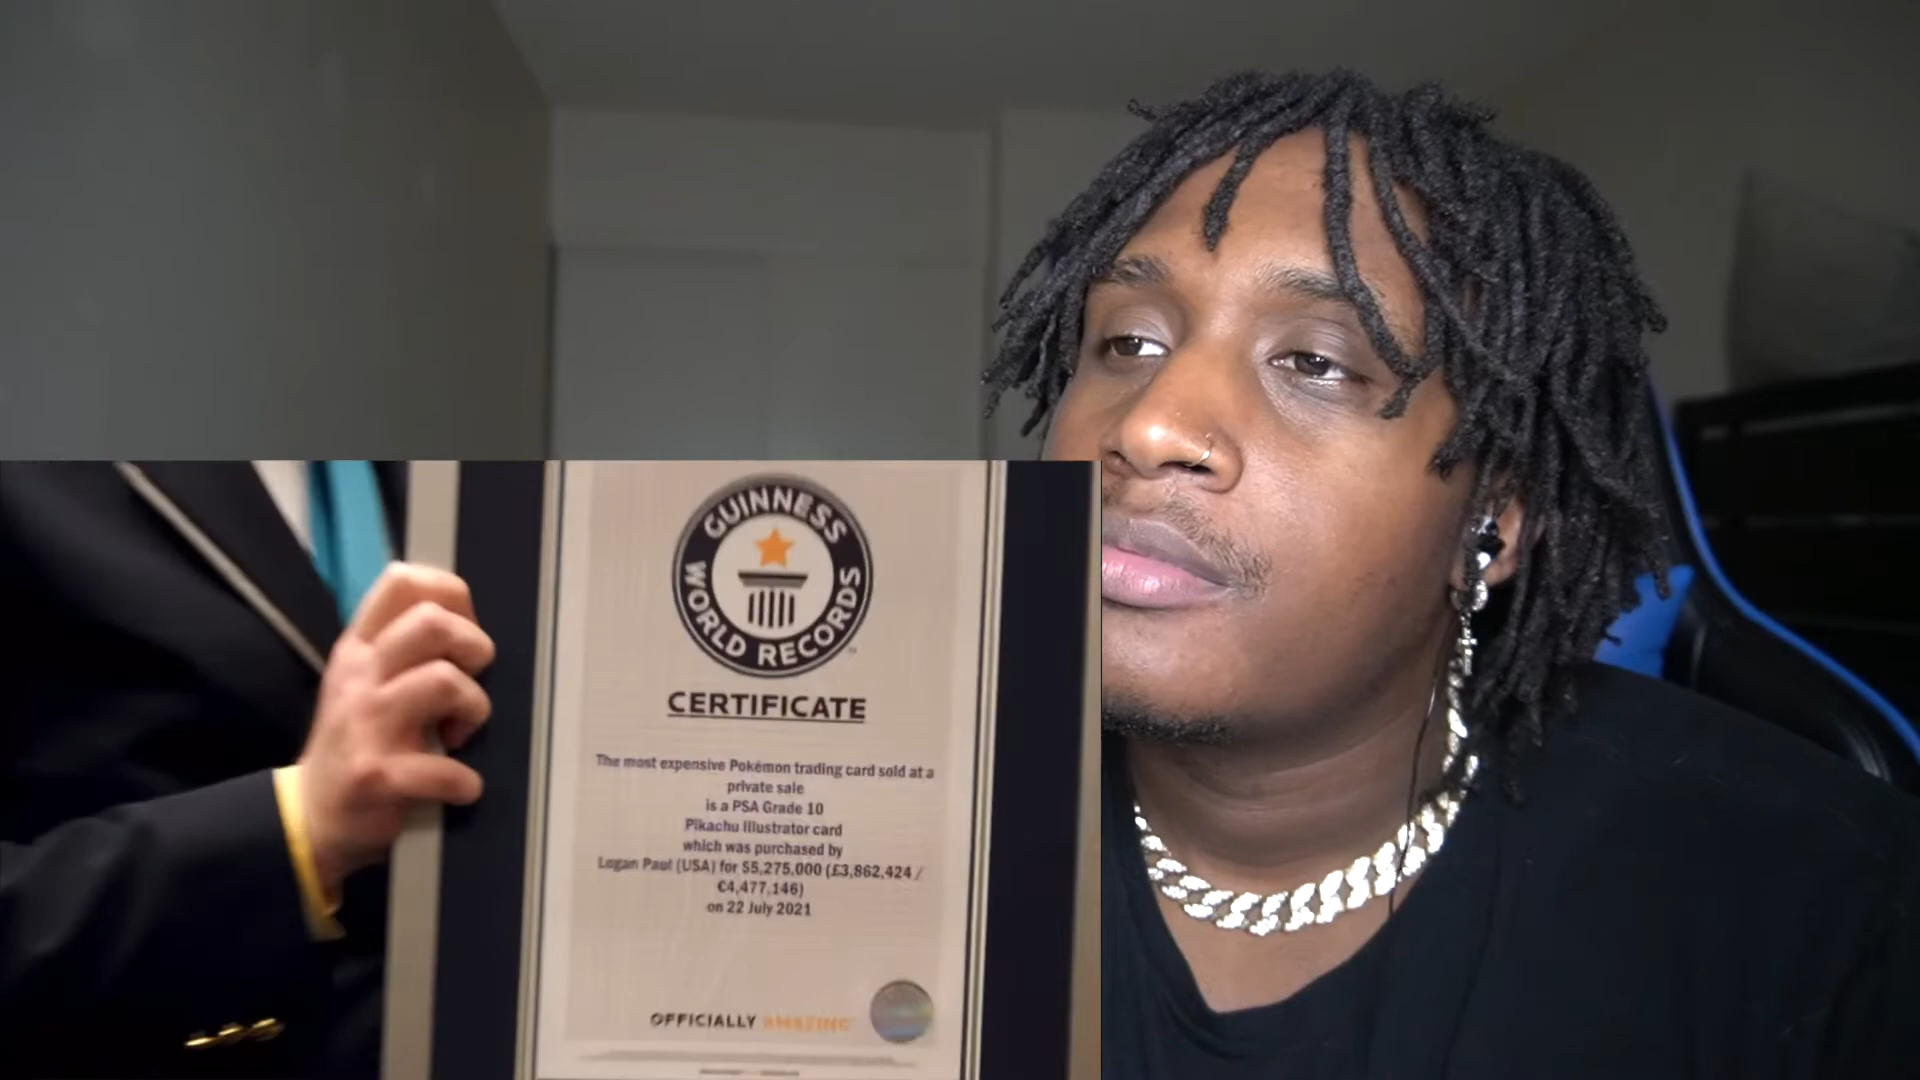 GUINNESS
WORLD RECORDS
CERTIFICATE
The most expensive Pokémon trading card sold at a
private sale
is a PSA Grade 10
Pikachu Illustrator card
which was purchased by
Logan Paul (USA) for $5,275,000 (£3,862,424 /
€4,477,146)
on 22 July 2021
OFFICIALLY AMAZING